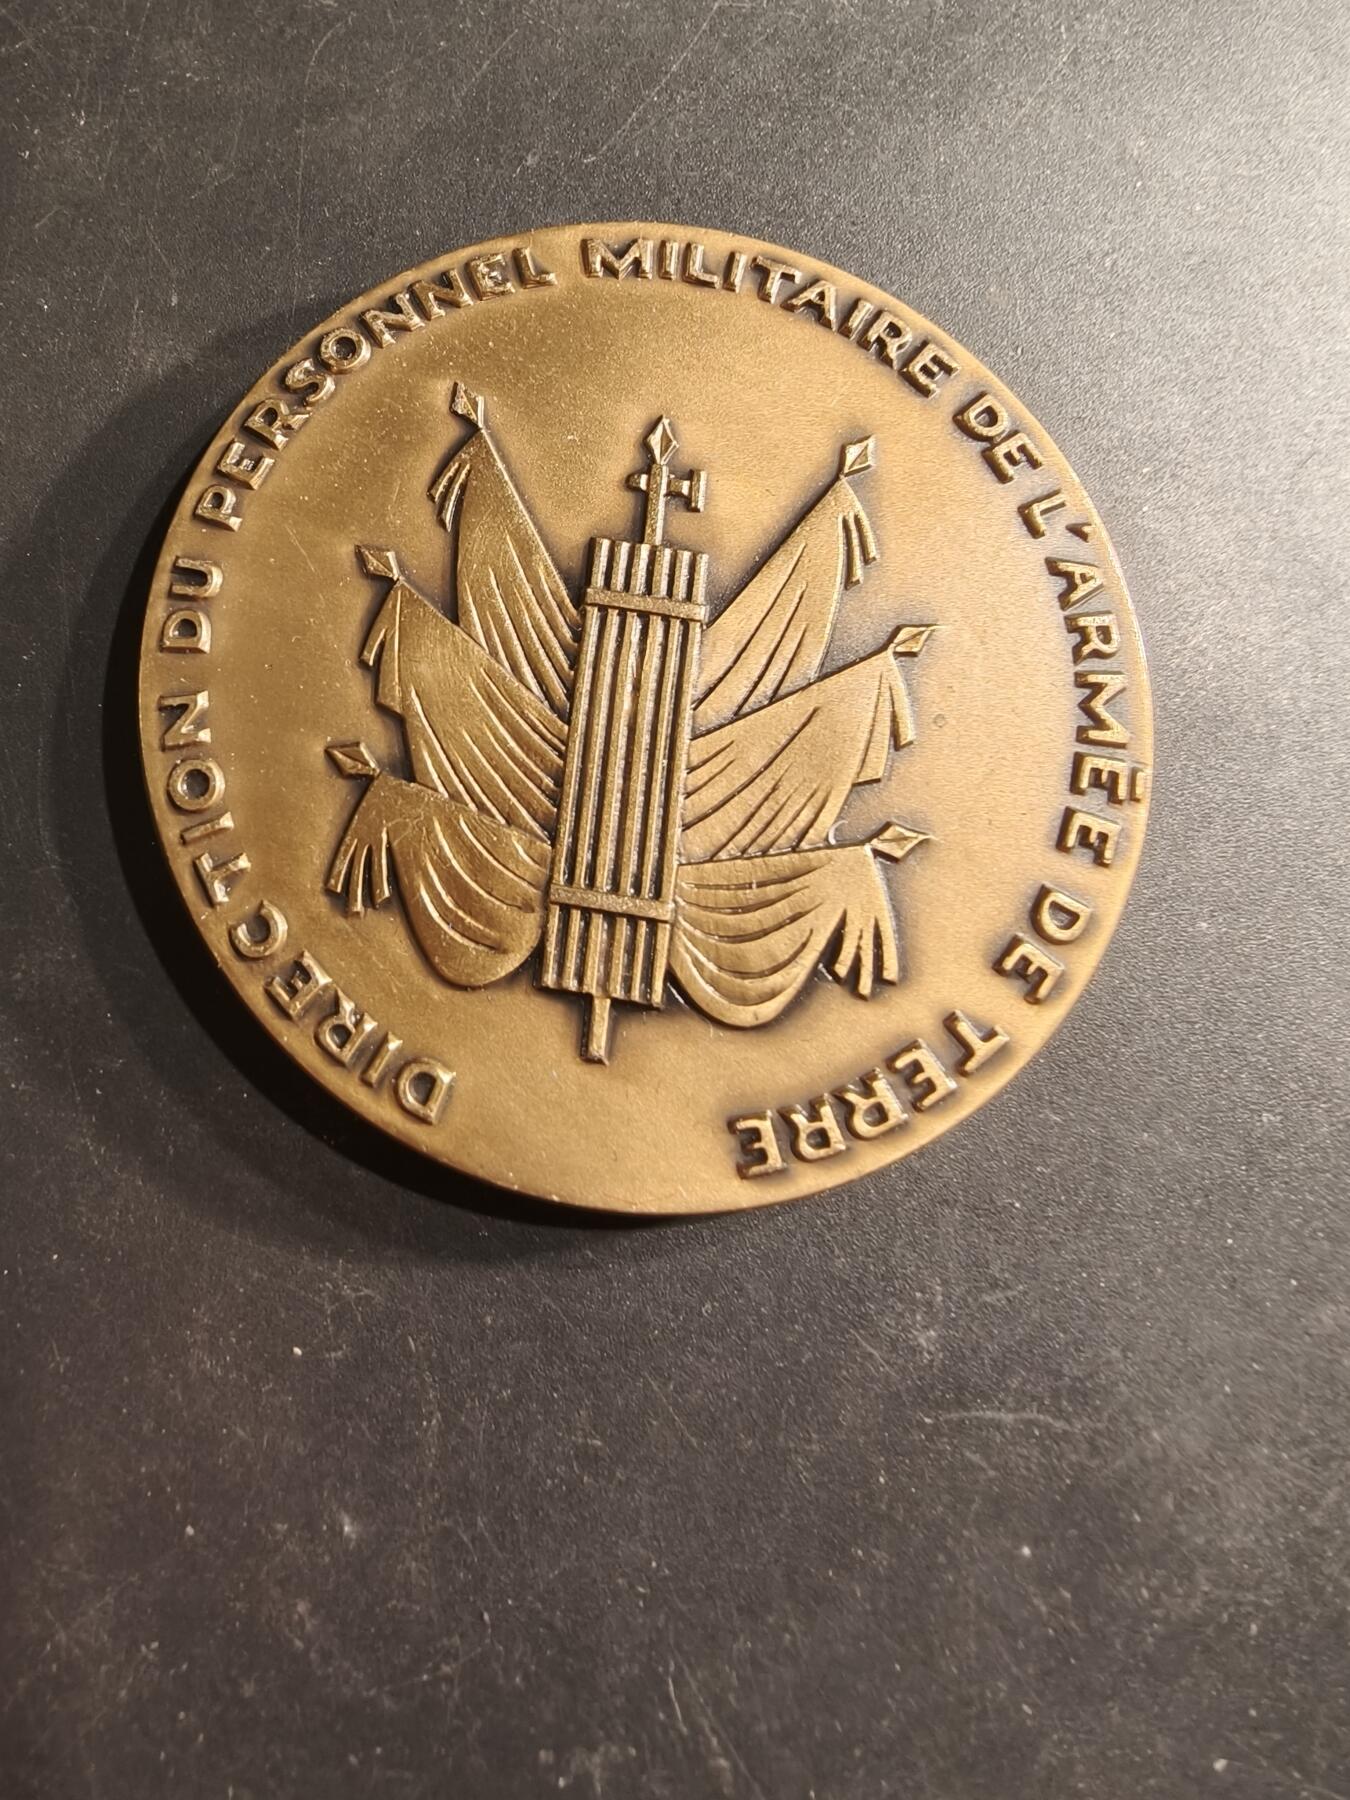 DIRECTION DU PERSONNEL MILITAIRE DE L'ARMÉE DE TERRE